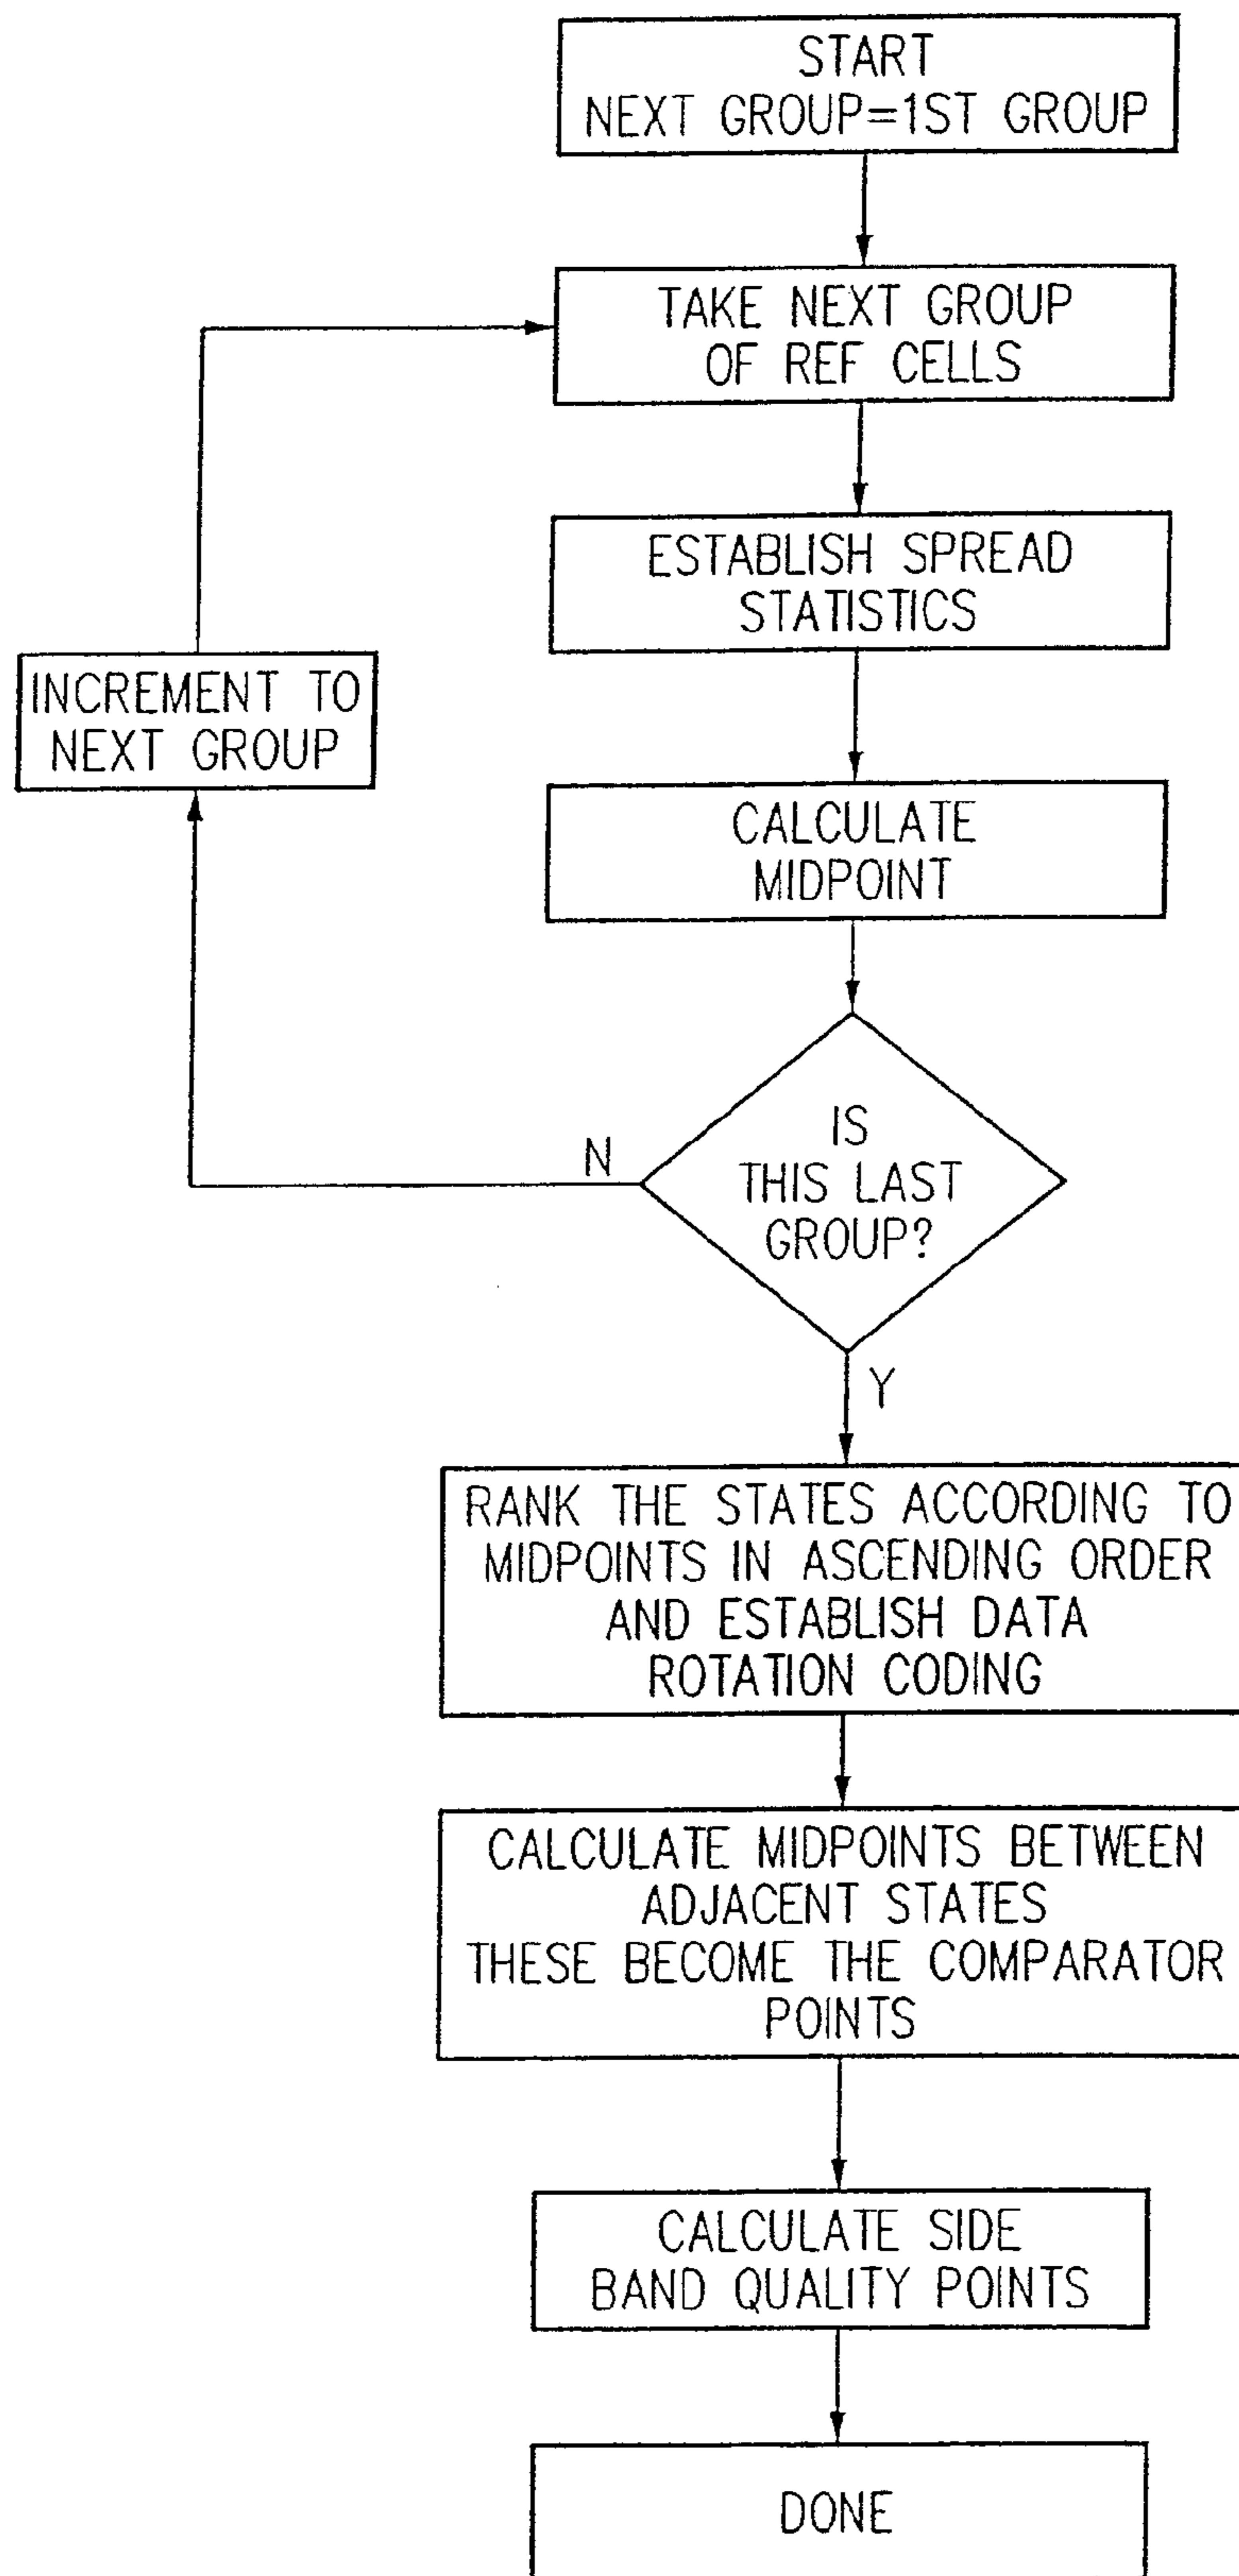 START
NEXT GROUP=1ST GROUP
TAKE NEXT GROUP
OF REF CELLS
ESTABLISH SPREAD
STATISTICS
INCREMENT TO
NEXT GROUP
CALCULATE
MIDPOINT
IS
THIS LAST
GROUP?
N
Y
RANK THE STATES ACCORDING TO
MIDPOINTS IN ASCENDING ORDER
AND ESTABLISH DATA
ROTATION CODING
CALCULATE MIDPOINTS BETWEEN
ADJACENT STATES
THESE BECOME THE COMPARATOR
POINTS
CALCULATE SIDE
BAND QUALITY POINTS
DONE